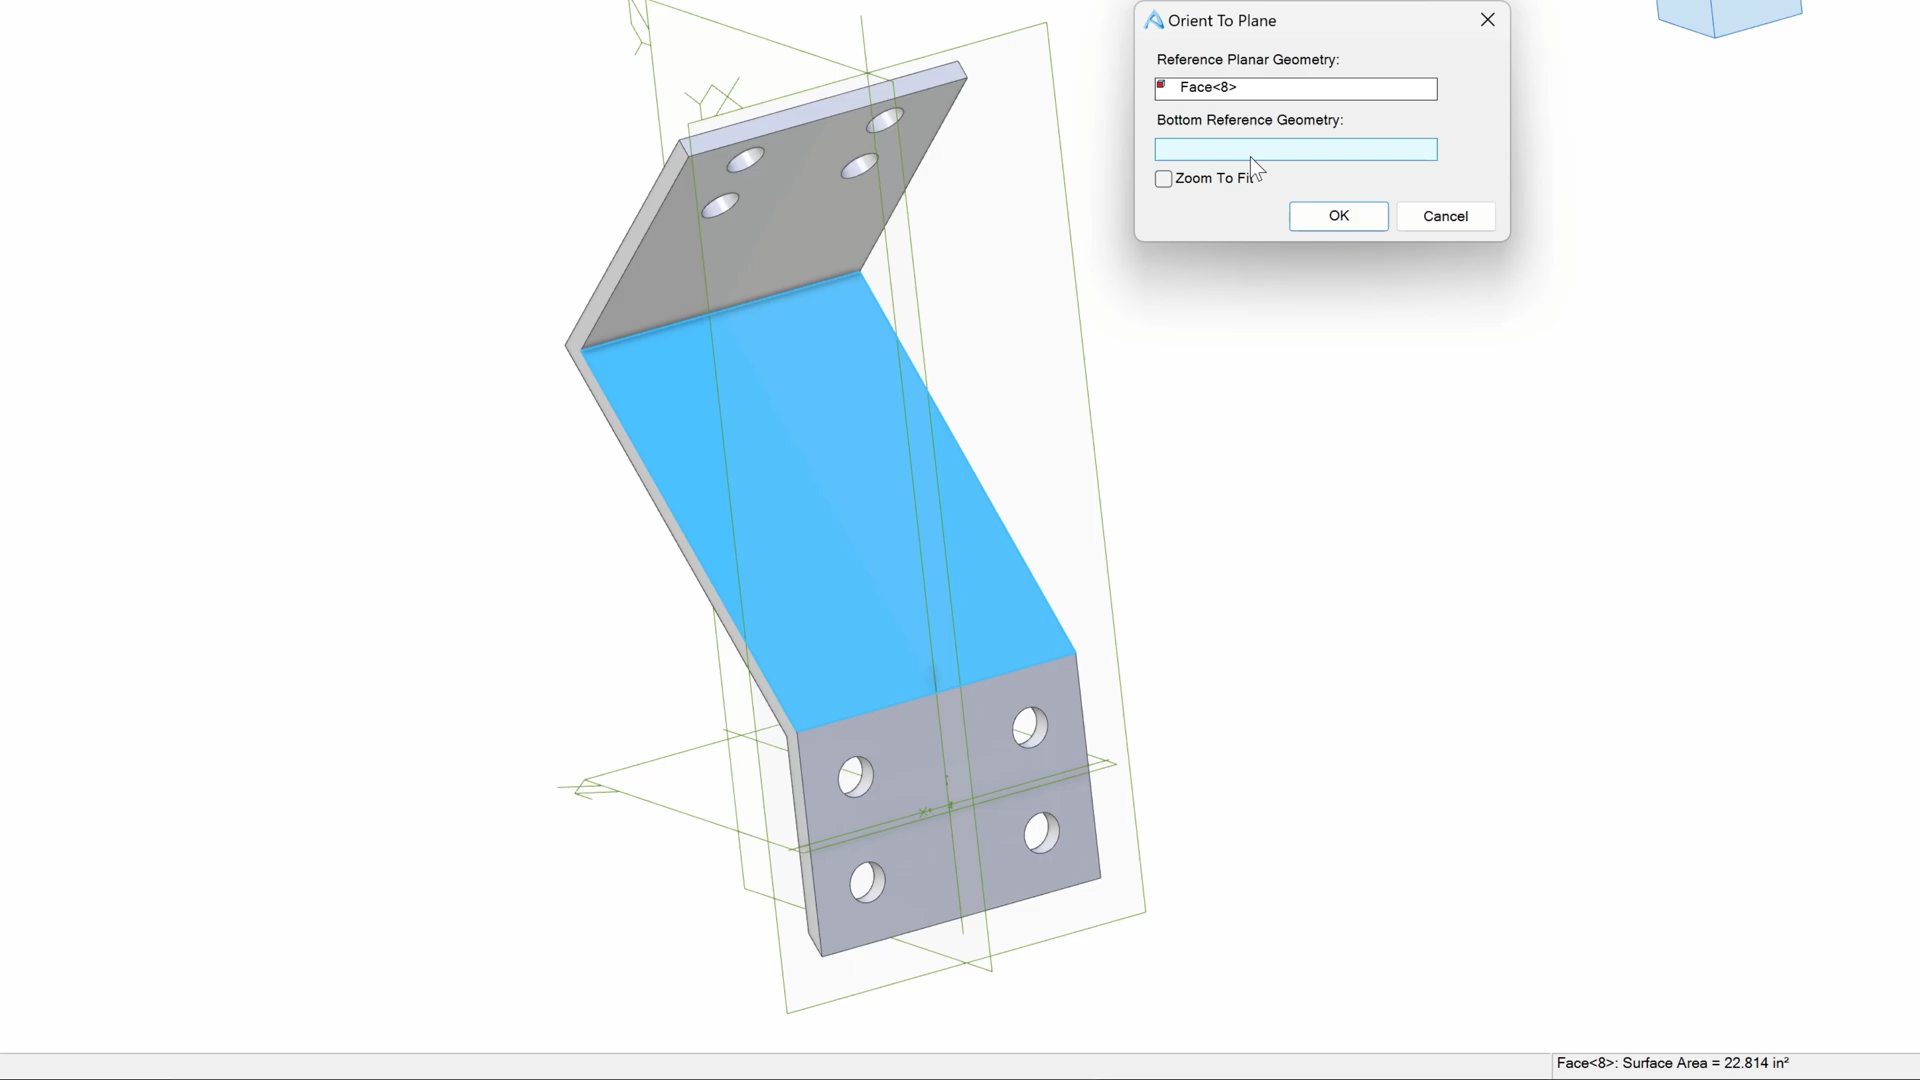 Orient To Plane
Reference Planar Geometry:
Face<8>
Bottom Reference Geometry:
Zoom To Fit
OK
Cancel
Face<8>: Surface Area = 22.814 in²